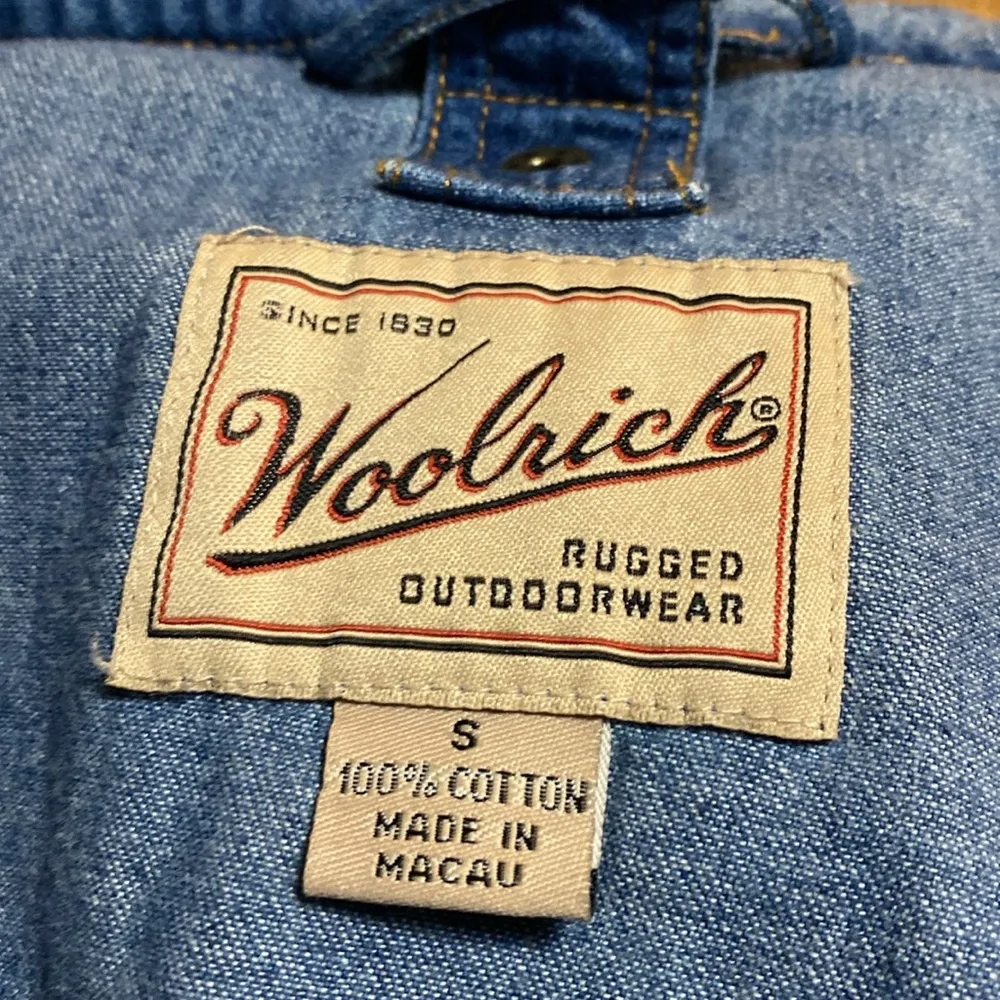 SINCE 1830
Woolrich®
RUGGED
OUTDOORWEAR
S
100% COTTON
MADE IN
MACAU